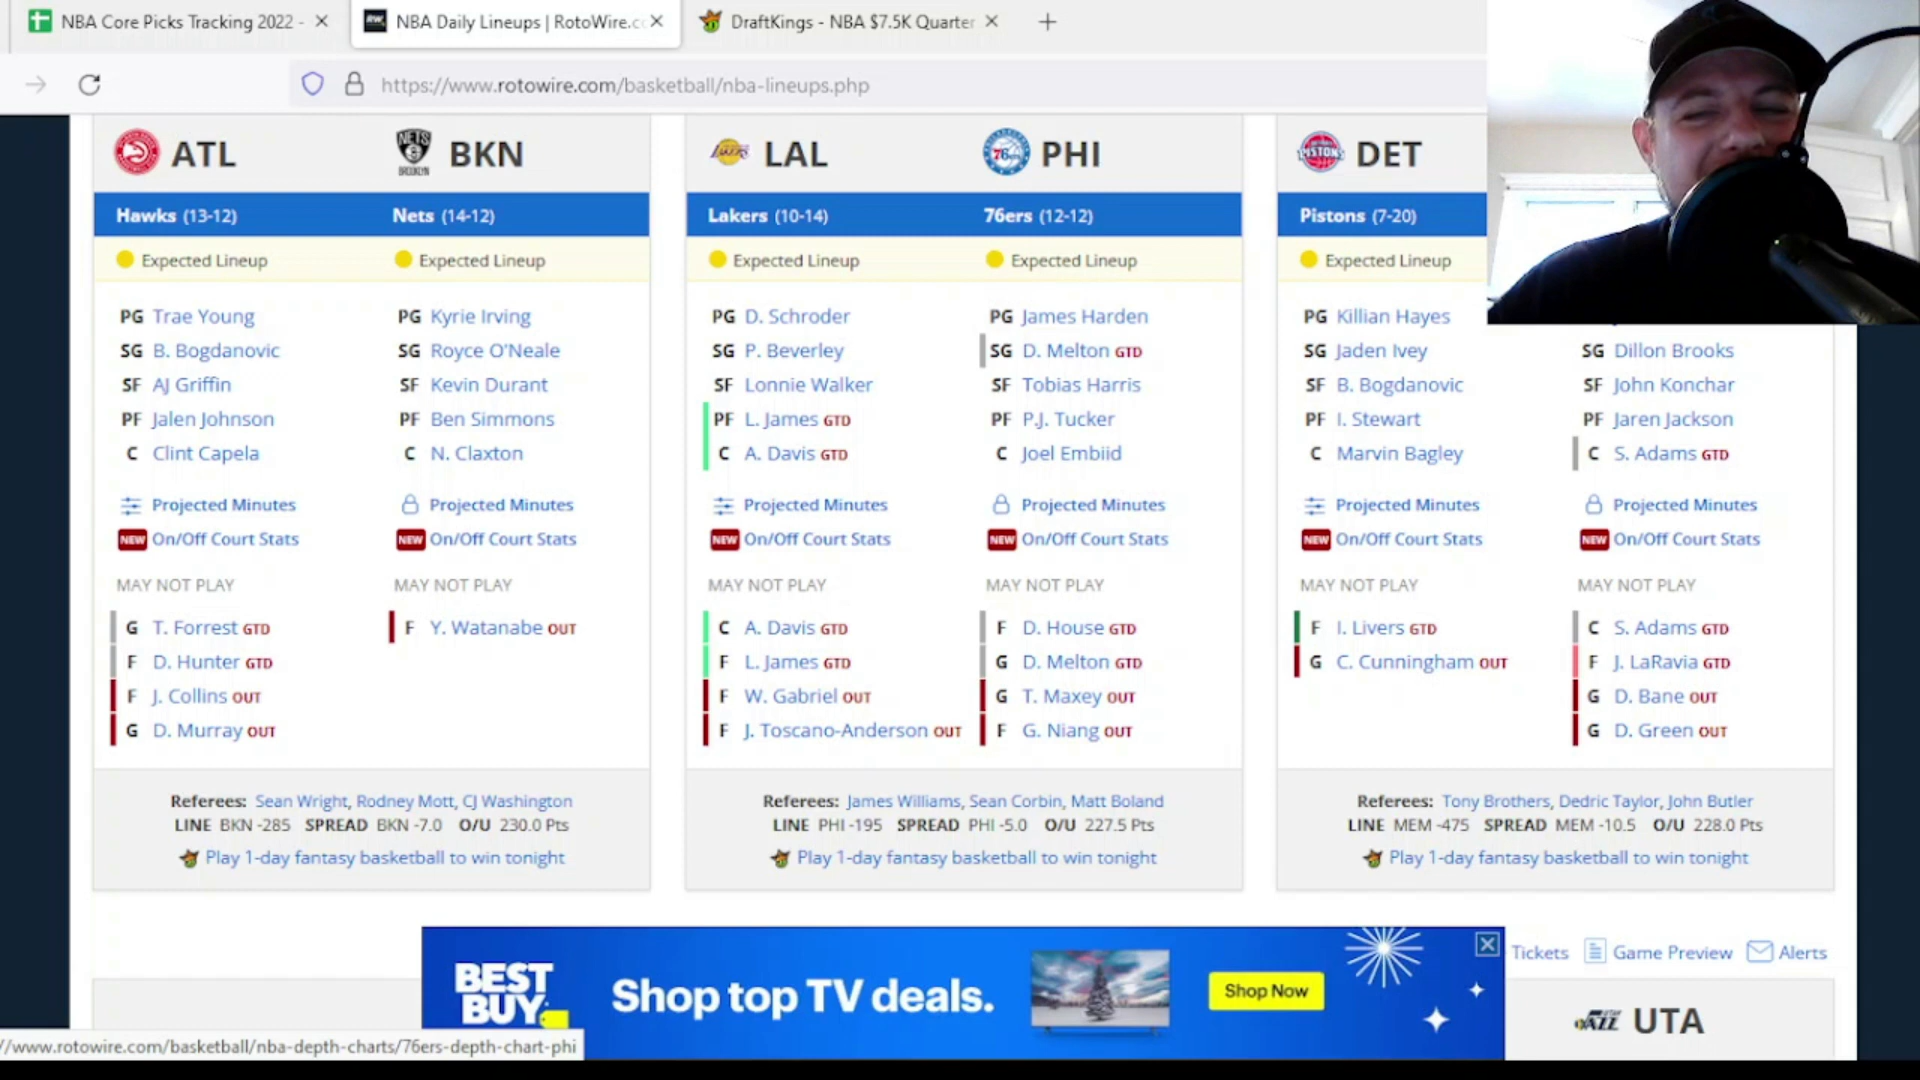 NBA Core Picks Tracking 2022 -
NBA Daily Lineups | RotoWire.c
DraftKings - NBA $7.5K Quarter
https://www.rotowire.com/basketball/nba-lineups.php
ATL BKN
Hawks (13-12) Nets (14-12)
Expected Lineup Expected Lineup
PG Trae Young PG Kyrie Irving
SG B. Bogdanovic SG Royce O'Neale
SF AJ Griffin SF Kevin Durant
PF Jalen Johnson PF Ben Simmons
C Clint Capela C N. Claxton
Projected Minutes Projected Minutes
NEW On/Off Court Stats NEW On/Off Court Stats
MAY NOT PLAY MAY NOT PLAY
G T. Forrest GTD F Y. Watanabe OUT
F D. Hunter GTD
F J. Collins OUT
G D. Murray OUT
Referees: Sean Wright, Rodney Mott, CJ Washington
LINE BKN -285 SPREAD BKN -7.0 O/U 230.0 Pts
Play 1-day fantasy basketball to win tonight
LAL PHI
Lakers (10-14) 76ers (12-12)
Expected Lineup Expected Lineup
PG D. Schroder PG James Harden
SG P. Beverley SG D. Melton GTD
SF Lonnie Walker SF Tobias Harris
PF L. James GTD PF P.J. Tucker
C A. Davis GTD C Joel Embiid
Projected Minutes Projected Minutes
NEW On/Off Court Stats NEW On/Off Court Stats
MAY NOT PLAY MAY NOT PLAY
C A. Davis GTD F D. House GTD
F L. James GTD G D. Melton GTD
F W. Gabriel OUT G T. Maxey OUT
F J. Toscano-Anderson OUT F G. Niang OUT
Referees: James Williams, Sean Corbin, Matt Boland
LINE PHI -195 SPREAD PHI -5.0 O/U 227.5 Pts
Play 1-day fantasy basketball to win tonight
DET
Pistons (7-20)
Expected Lineup
PG Killian Hayes
SG Jaden Ivey SG Dillon Brooks
SF B. Bogdanovic SF John Konchar
PF I. Stewart PF Jaren Jackson
C Marvin Bagley C S. Adams GTD
Projected Minutes Projected Minutes
NEW On/Off Court Stats NEW On/Off Court Stats
MAY NOT PLAY MAY NOT PLAY
F I. Livers GTD C S. Adams GTD
G C. Cunningham OUT F J. LaRavia GTD
G D. Bane OUT
G D. Green OUT
Referees: Tony Brothers, Dedric Taylor, John Butler
LINE MEM -475 SPREAD MEM -10.5 O/U 228.0 Pts
Play 1-day fantasy basketball to win tonight
BEST
BUY
Shop top TV deals.
Shop Now
Tickets Game Preview Alerts
UTA
//www.rotowire.com/basketball/nba-depth-charts/76ers-depth-chart-phi